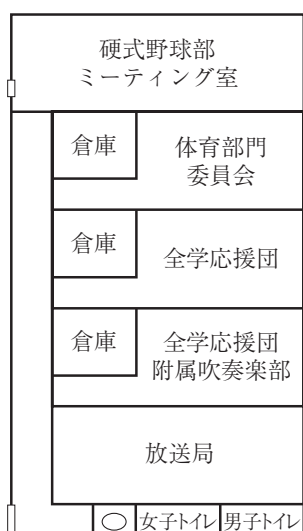 硬式野球部
ミーティング室
倉庫
体育部門
委員会
倉庫
全学応援団
倉庫
全学応援団
附属吹奏楽部
放送局
女子トイレ
男子トイレ